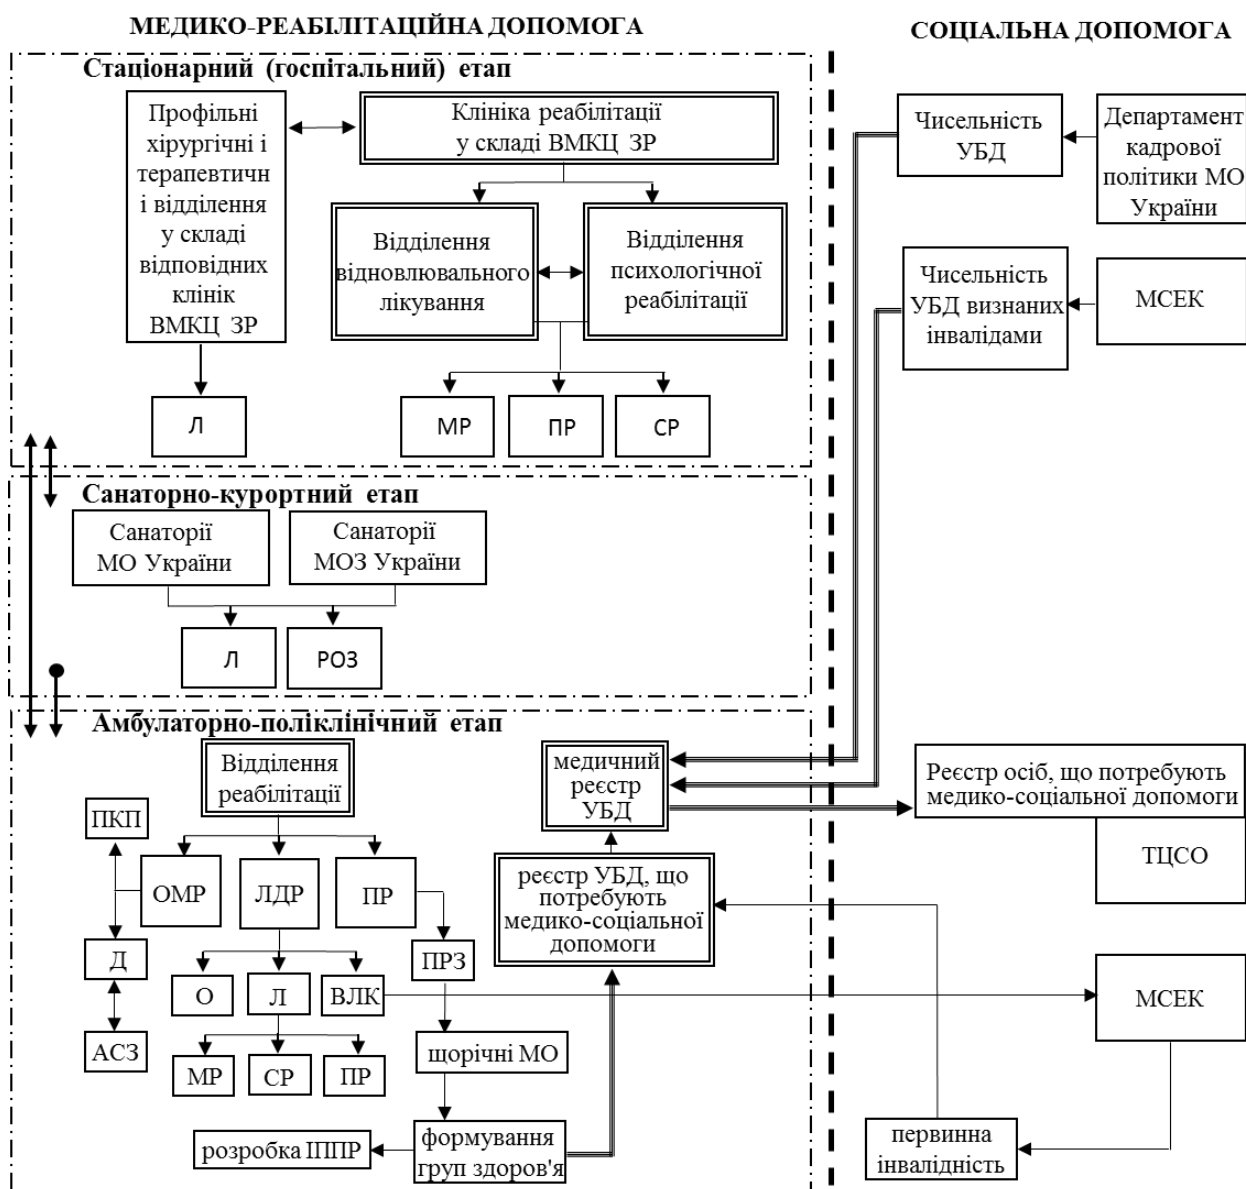 МЕДИКО-РЕАБІЛІТАЦІЙНА ДОПОМОГА
СОЦІАЛЬНА ДОПОМОГА
Стаціонарний (госпітальний) етап
Профільні
хірургічні і
терапевтичн
і відділення
у складі
відповідних
клінік
ВМКЦ ЗР
Клініка реабілітації
у складі ВМКЦ ЗР
Відділення
відновлювального
лікування
Відділення
психологічної
реабілітації
Л
МР
ПР
СР
Чисельність
УБД
Департамент
кадрової
політики МО
України
Чисельність
УБД визнаних
інвалідами
МСЕК
Санаторно-курортний етап
Санаторії
МО України
Санаторії
МОЗ України
Л
РОЗ
Амбулаторно-поліклінічний етап
Відділення
реабілітації
медичний
реєстр
УБД
Реєстр осіб, що потребують
медико-соціальної допомоги
ТЦСО
ПКП
ОМР
ЛДР
ПР
реєстр УБД, що
потребують
медико-соціальної
допомоги
Д
О
Л
ВЛК
ПРЗ
МСЕК
АСЗ
МР
СР
ПР
щорічні МО
розробка ІППР
формування
груп здоров'я
первинна
інвалідність